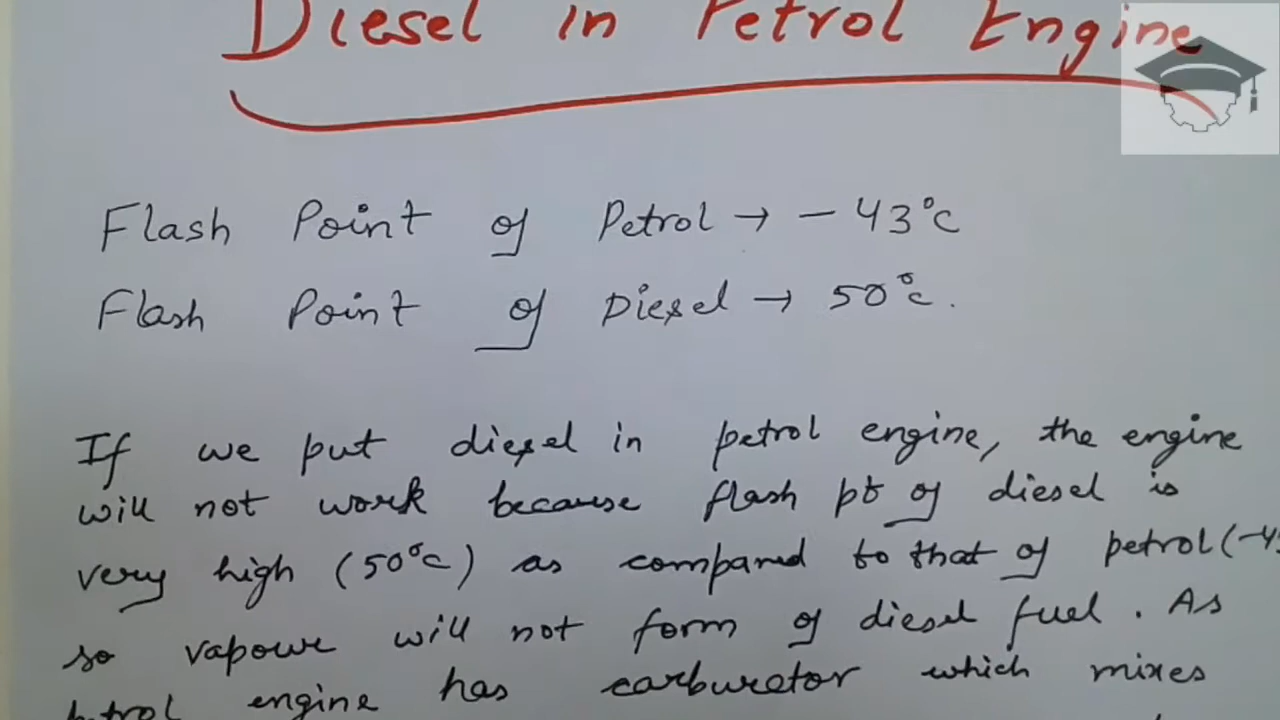 Diesel in Petrol Engine
Flash Point of Petrol → - 43°c
Flash Point of Diesel → 50°c.
If we put diesel in petrol engine, the engine
will not work because flash pt of diesel is
very high (50°c) as compared to that of petrol (-43
so vapour will not form of diesel fuel. As
petrol engine has carburetor which mixes